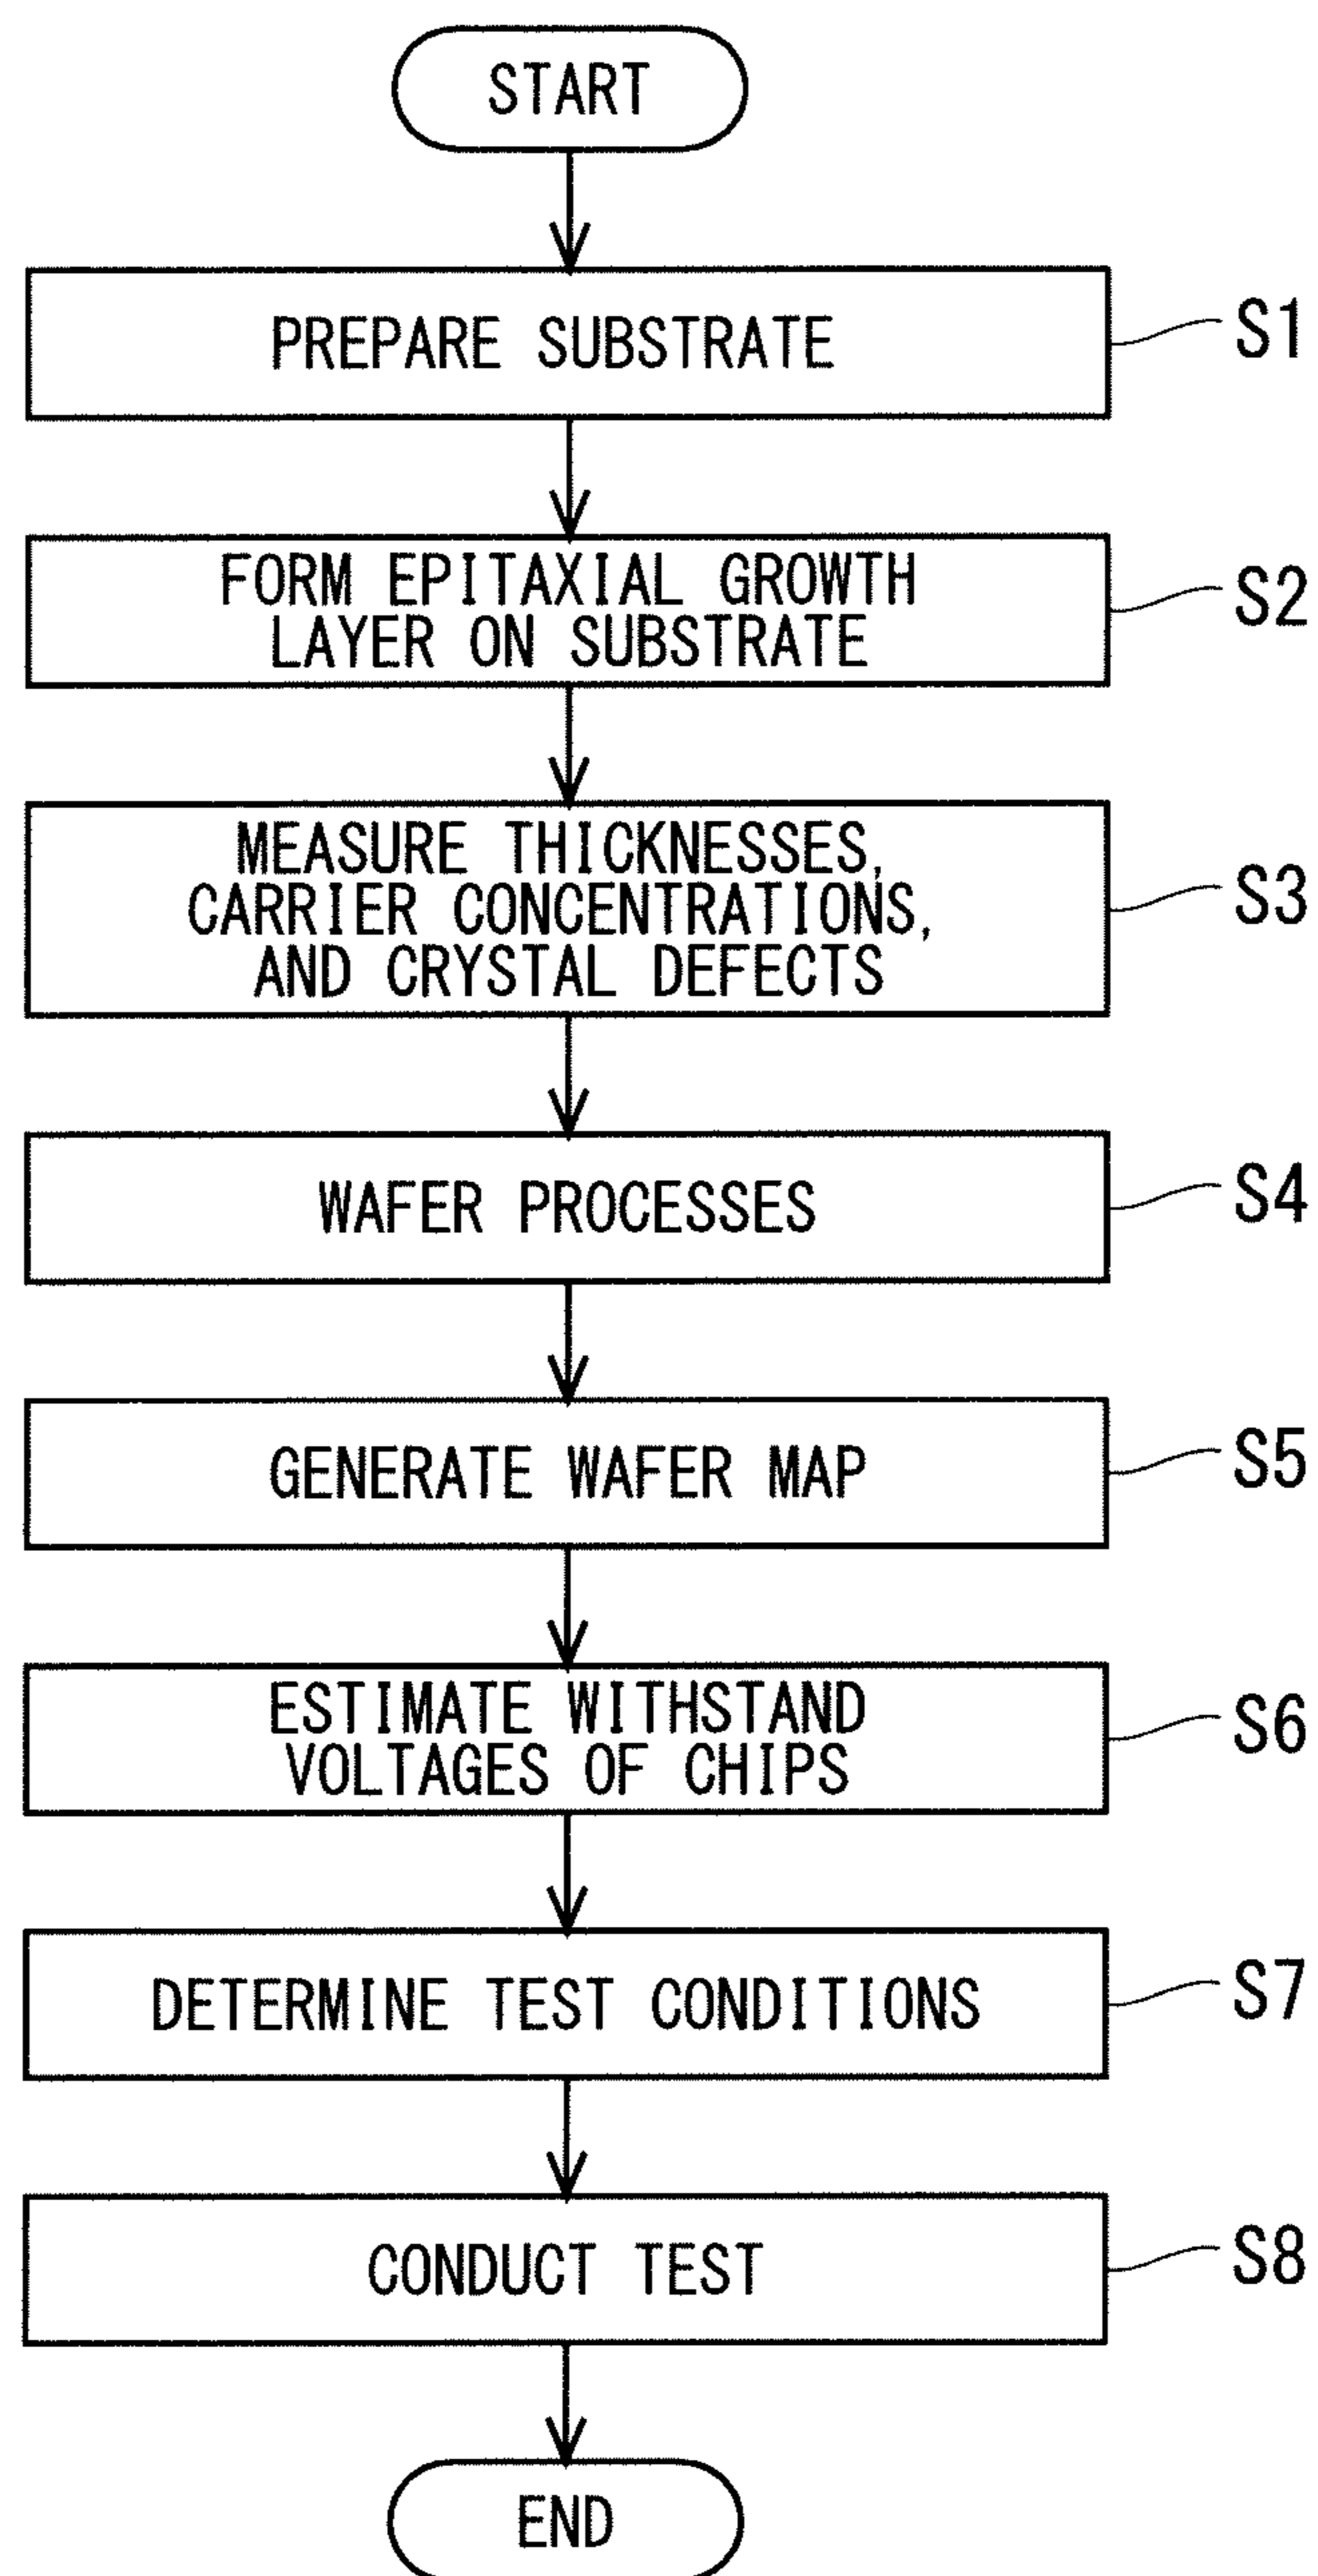 START
PREPARE SUBSTRATE
S1
FORM EPITAXIAL GROWTH
LAYER ON SUBSTRATE
S2
MEASURE THICKNESSES,
CARRIER CONCENTRATIONS,
AND CRYSTAL DEFECTS
S3
WAFER PROCESSES
S4
GENERATE WAFER MAP
S5
ESTIMATE WITHSTAND
VOLTAGES OF CHIPS
S6
DETERMINE TEST CONDITIONS
S7
CONDUCT TEST
S8
END